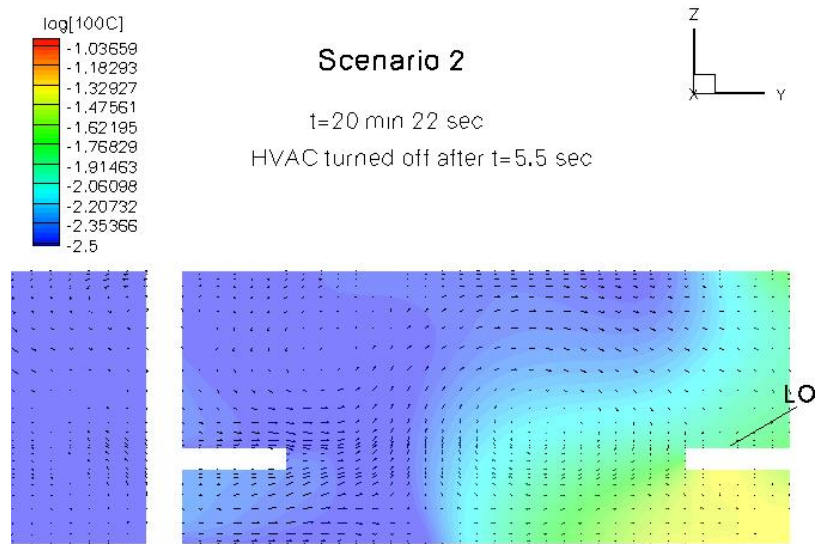 log[100C]
-1.03659
-1.18293
-1.32927
-1.47561
-1.62195
-1.76829
-1.91463
-2.06098
-2.20732
-2.35366
-2.5
Scenario 2
t=20 min 22 sec
HVAC turned off after t=5.5 sec
Z
X
Y
LO